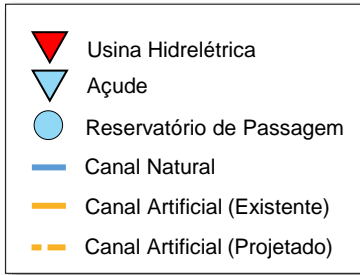 Usina Hidrelétrica
Açude
Reservatório de Passagem
Canal Natural
Canal Artificial (Existente)
Canal Artificial (Projetado)